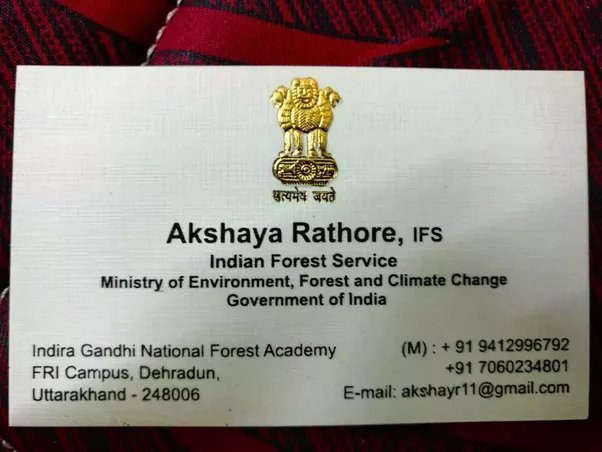 सत्यमेव जयते
Akshaya Rathore, IFS
Indian Forest Service
Ministry of Environment, Forest and Climate Change
Government of India
Indira Gandhi National Forest Academy
FRI Campus, Dehradun,
Uttarakhand - 248006
(M) : + 91 9412996792
+91 7060234801
E-mail: akshayr11@gmail.com